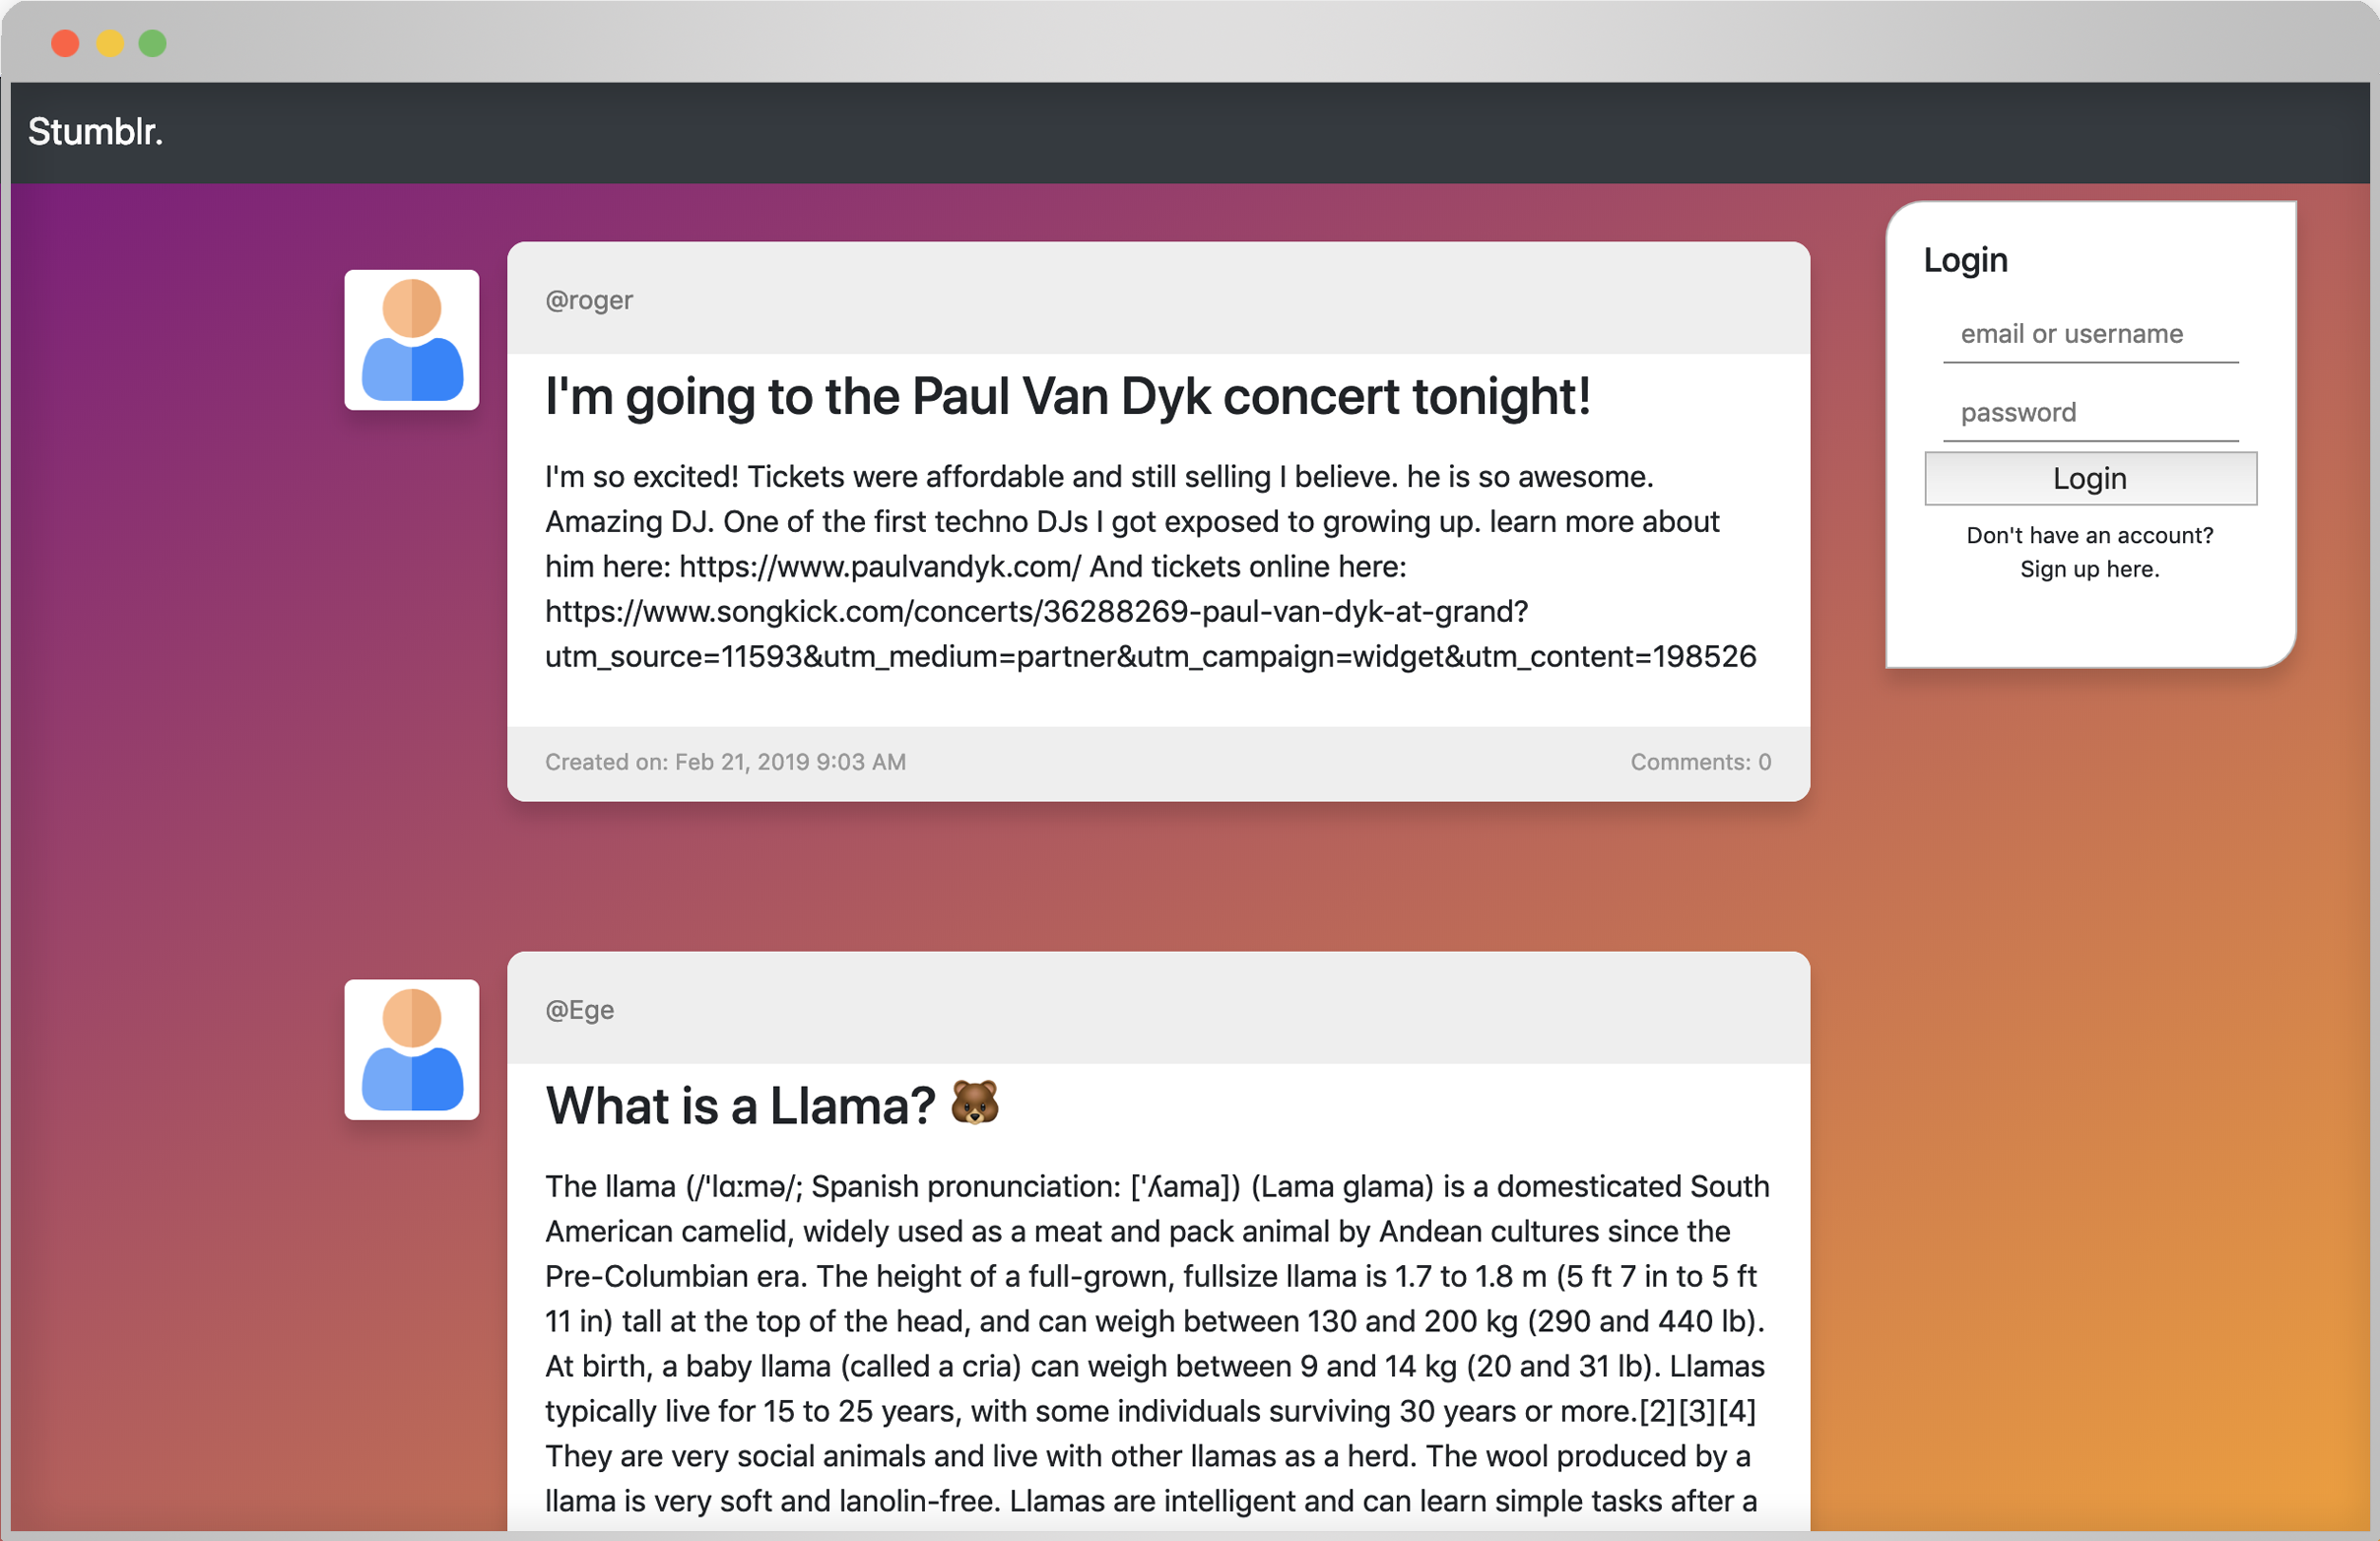 Stumblr.
@roger
I'm going to the Paul Van Dyk concert tonight!
I'm so excited! Tickets were affordable and still selling I believe. he is so awesome.
Amazing DJ. One of the first techno DJs I got exposed to growing up. learn more about
him here: https://www.paulvandyk.com/ And tickets online here:
https://www.songkick.com/concerts/36288269-paul-van-dyk-at-grand?
utm_source=11593&utm_medium=partner&utm_campaign=widget&utm_content=198526
Created on: Feb 21, 2019 9:03 AM
Comments: 0
Login
email or username
password
Login
Don't have an account?
Sign up here.
@Ege
What is a Llama? 🐻
The llama (/ˈlɑːmə/; Spanish pronunciation: [ˈʎama]) (Lama glama) is a domesticated South
American camelid, widely used as a meat and pack animal by Andean cultures since the
Pre-Columbian era. The height of a full-grown, fullsize llama is 1.7 to 1.8 m (5 ft 7 in to 5 ft
11 in) tall at the top of the head, and can weigh between 130 and 200 kg (290 and 440 lb).
At birth, a baby llama (called a cria) can weigh between 9 and 14 kg (20 and 31 lb). Llamas
typically live for 15 to 25 years, with some individuals surviving 30 years or more.[2][3][4]
They are very social animals and live with other llamas as a herd. The wool produced by a
llama is very soft and lanolin-free. Llamas are intelligent and can learn simple tasks after a